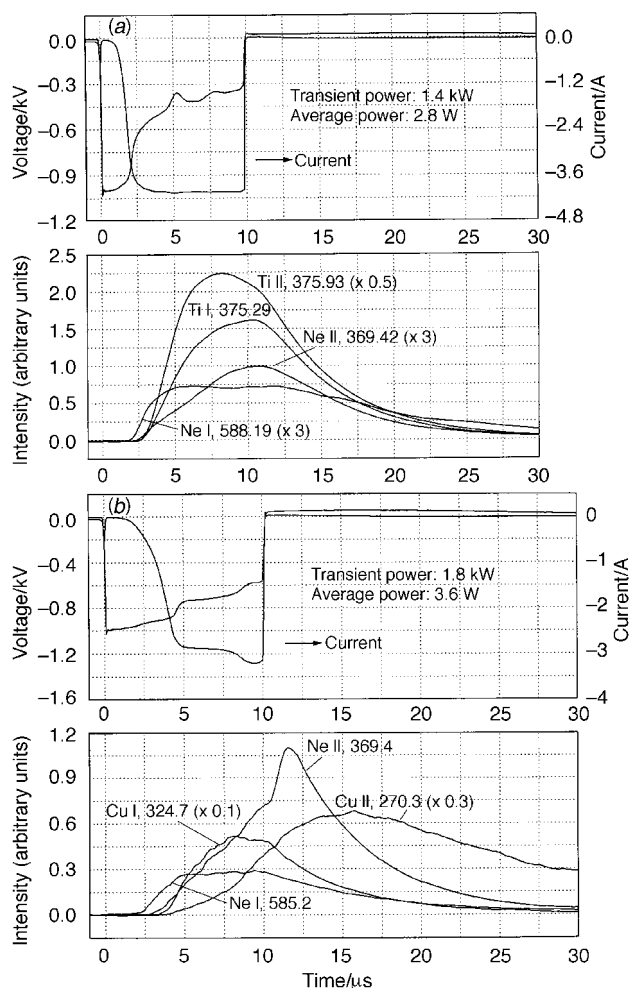 (a)
0.0
−0.3
−0.6
−0.9
−1.2
Voltage/kV
0.0
−1.2
−2.4
−3.6
−4.8
Current/A
Transient power: 1.4 kW
Average power: 2.8 W
Current
0 5 10 15 20 25 30
2.5
2.0
1.5
1.0
0.5
0.0
Intensity (arbitrary units)
Ti II, 375.93 (x 0.5)
Ti I, 375.29
Ne II, 369.42 (x 3)
Ne I, 588.19 (x 3)
0 5 10 15 20 25 30
(b)
0.0
−0.4
−0.8
−1.2
−1.6
Voltage/kV
0
−1
−2
−3
−4
Current/A
Transient power: 1.8 kW
Average power: 3.6 W
Current
0 5 10 15 20 25 30
1.2
0.9
0.6
0.3
0.0
Intensity (arbitrary units)
Ne II, 369.4
Cu I, 324.7 (x 0.1)
Cu II, 270.3 (x 0.3)
Ne I, 585.2
0 5 10 15 20 25 30
Time/μs